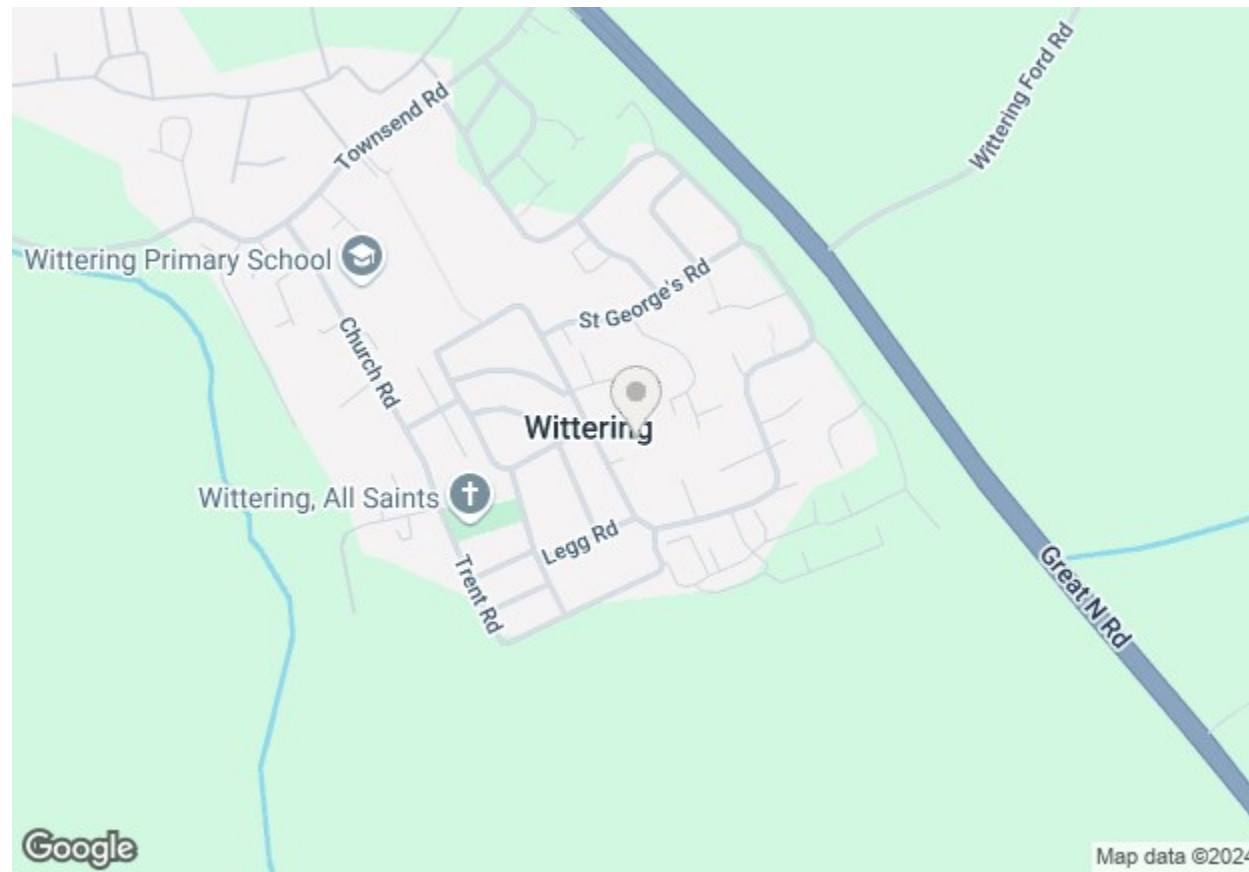 Wittering Ford Rd
Townsend Rd
Wittering Primary School
St George's Rd
Church Rd
Wittering
Wittering, All Saints
Legg Rd
Trent Rd
Great N Rd
Google
Map data ©2024